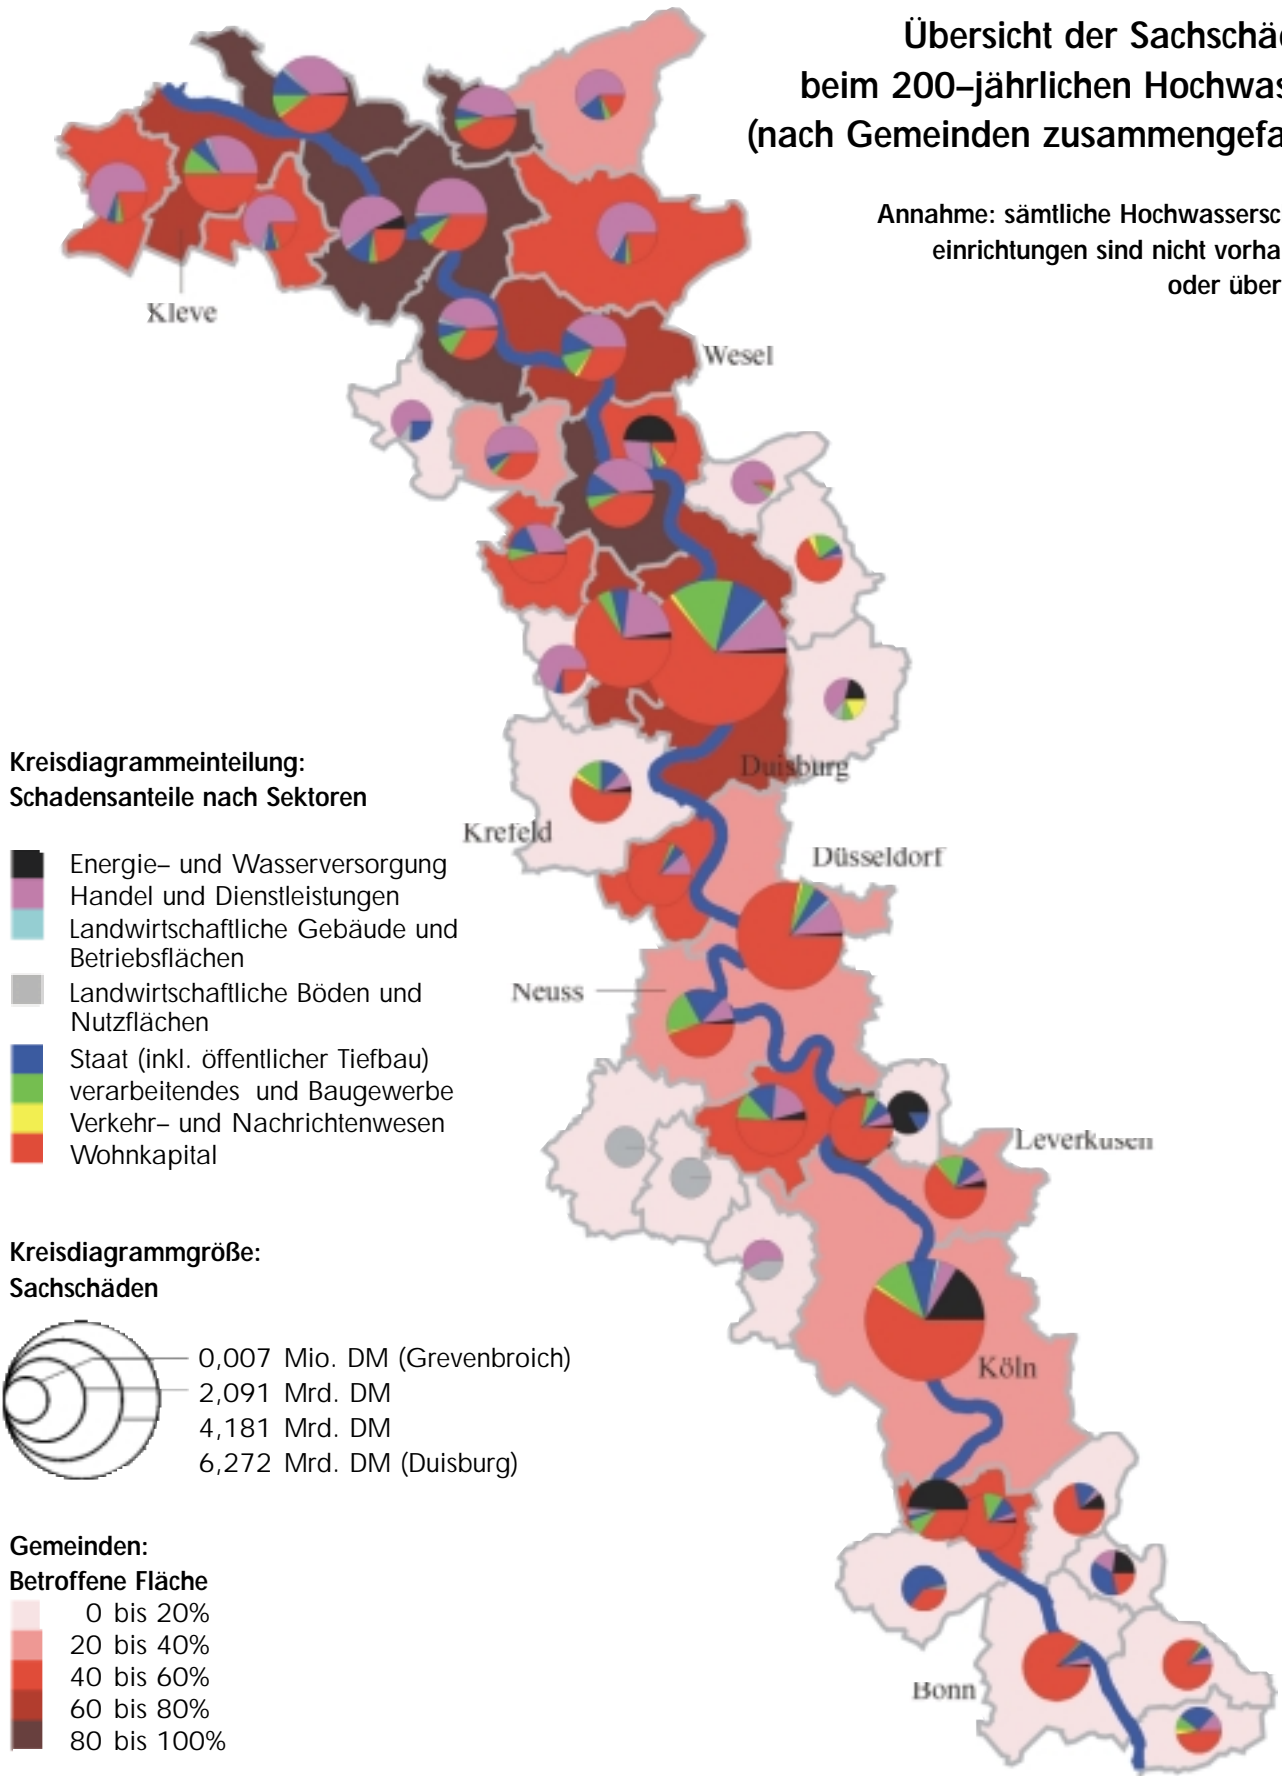 Übersicht der Sachschä
beim 200–jährlichen Hochwas
(nach Gemeinden zusammengefa
Annahme: sämtliche Hochwassersc
einrichtungen sind nicht vorha
oder über
Kleve
Wesel
Duisburg
Krefeld
Düsseldorf
Neuss
Leverkusen
Köln
Bonn
Kreisdiagrammeinteilung:
Schadensanteile nach Sektoren
Energie– und Wasserversorgung
Handel und Dienstleistungen
Landwirtschaftliche Gebäude und
Betriebsflächen
Landwirtschaftliche Böden und
Nutzflächen
Staat (inkl. öffentlicher Tiefbau)
verarbeitendes und Baugewerbe
Verkehr– und Nachrichtenwesen
Wohnkapital
Kreisdiagrammgröße:
Sachschäden
0,007 Mio. DM (Grevenbroich)
2,091 Mrd. DM
4,181 Mrd. DM
6,272 Mrd. DM (Duisburg)
Gemeinden:
Betroffene Fläche
0 bis 20%
20 bis 40%
40 bis 60%
60 bis 80%
80 bis 100%